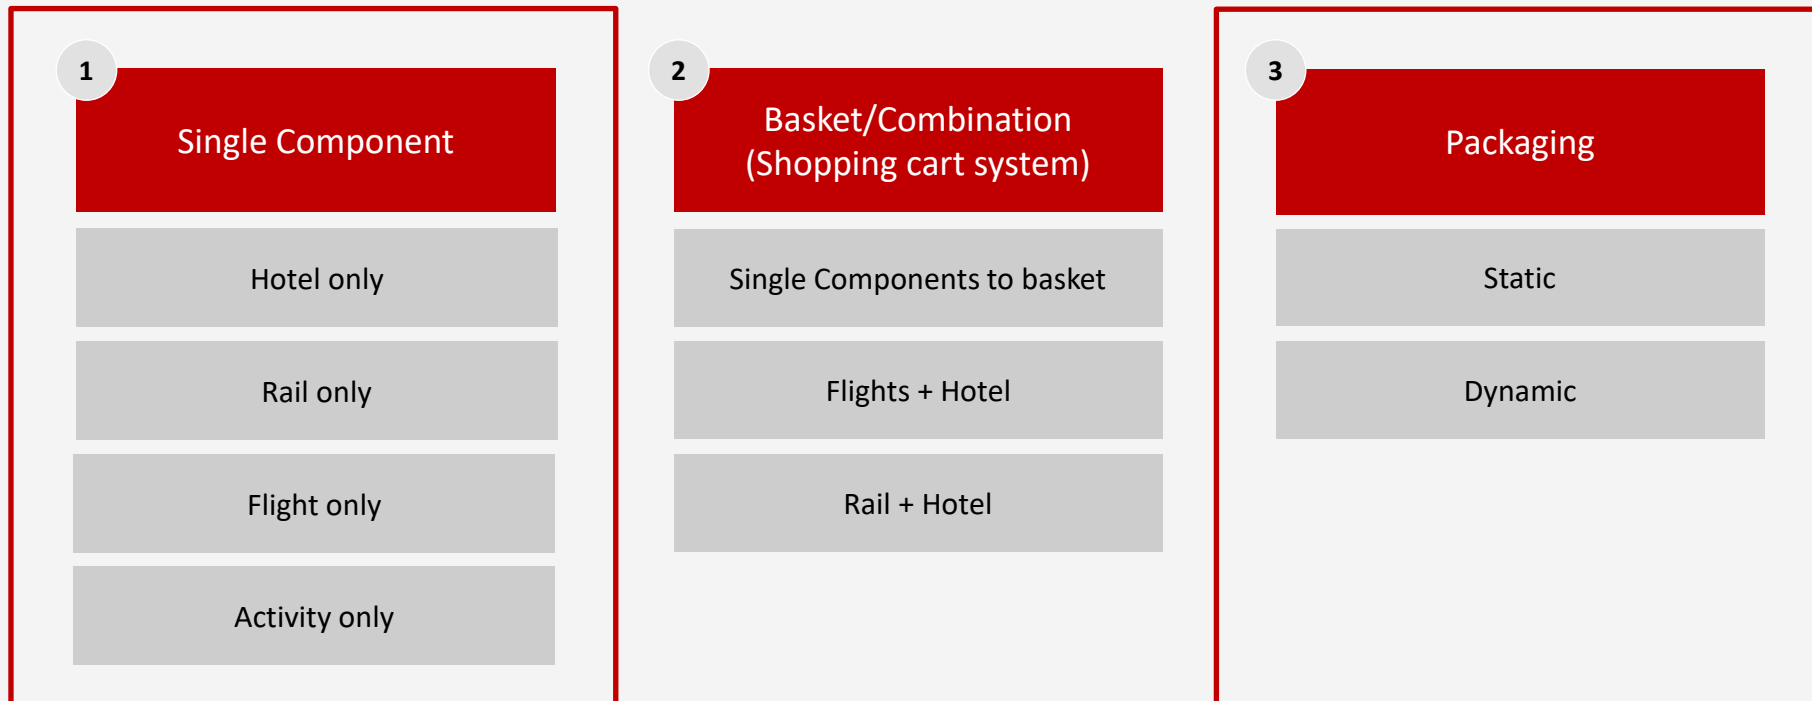 1
Single Component
Hotel only
Rail only
Flight only
Activity only
2
Basket/Combination
(Shopping cart system)
Single Components to basket
Flights + Hotel
Rail + Hotel
3
Packaging
Static
Dynamic